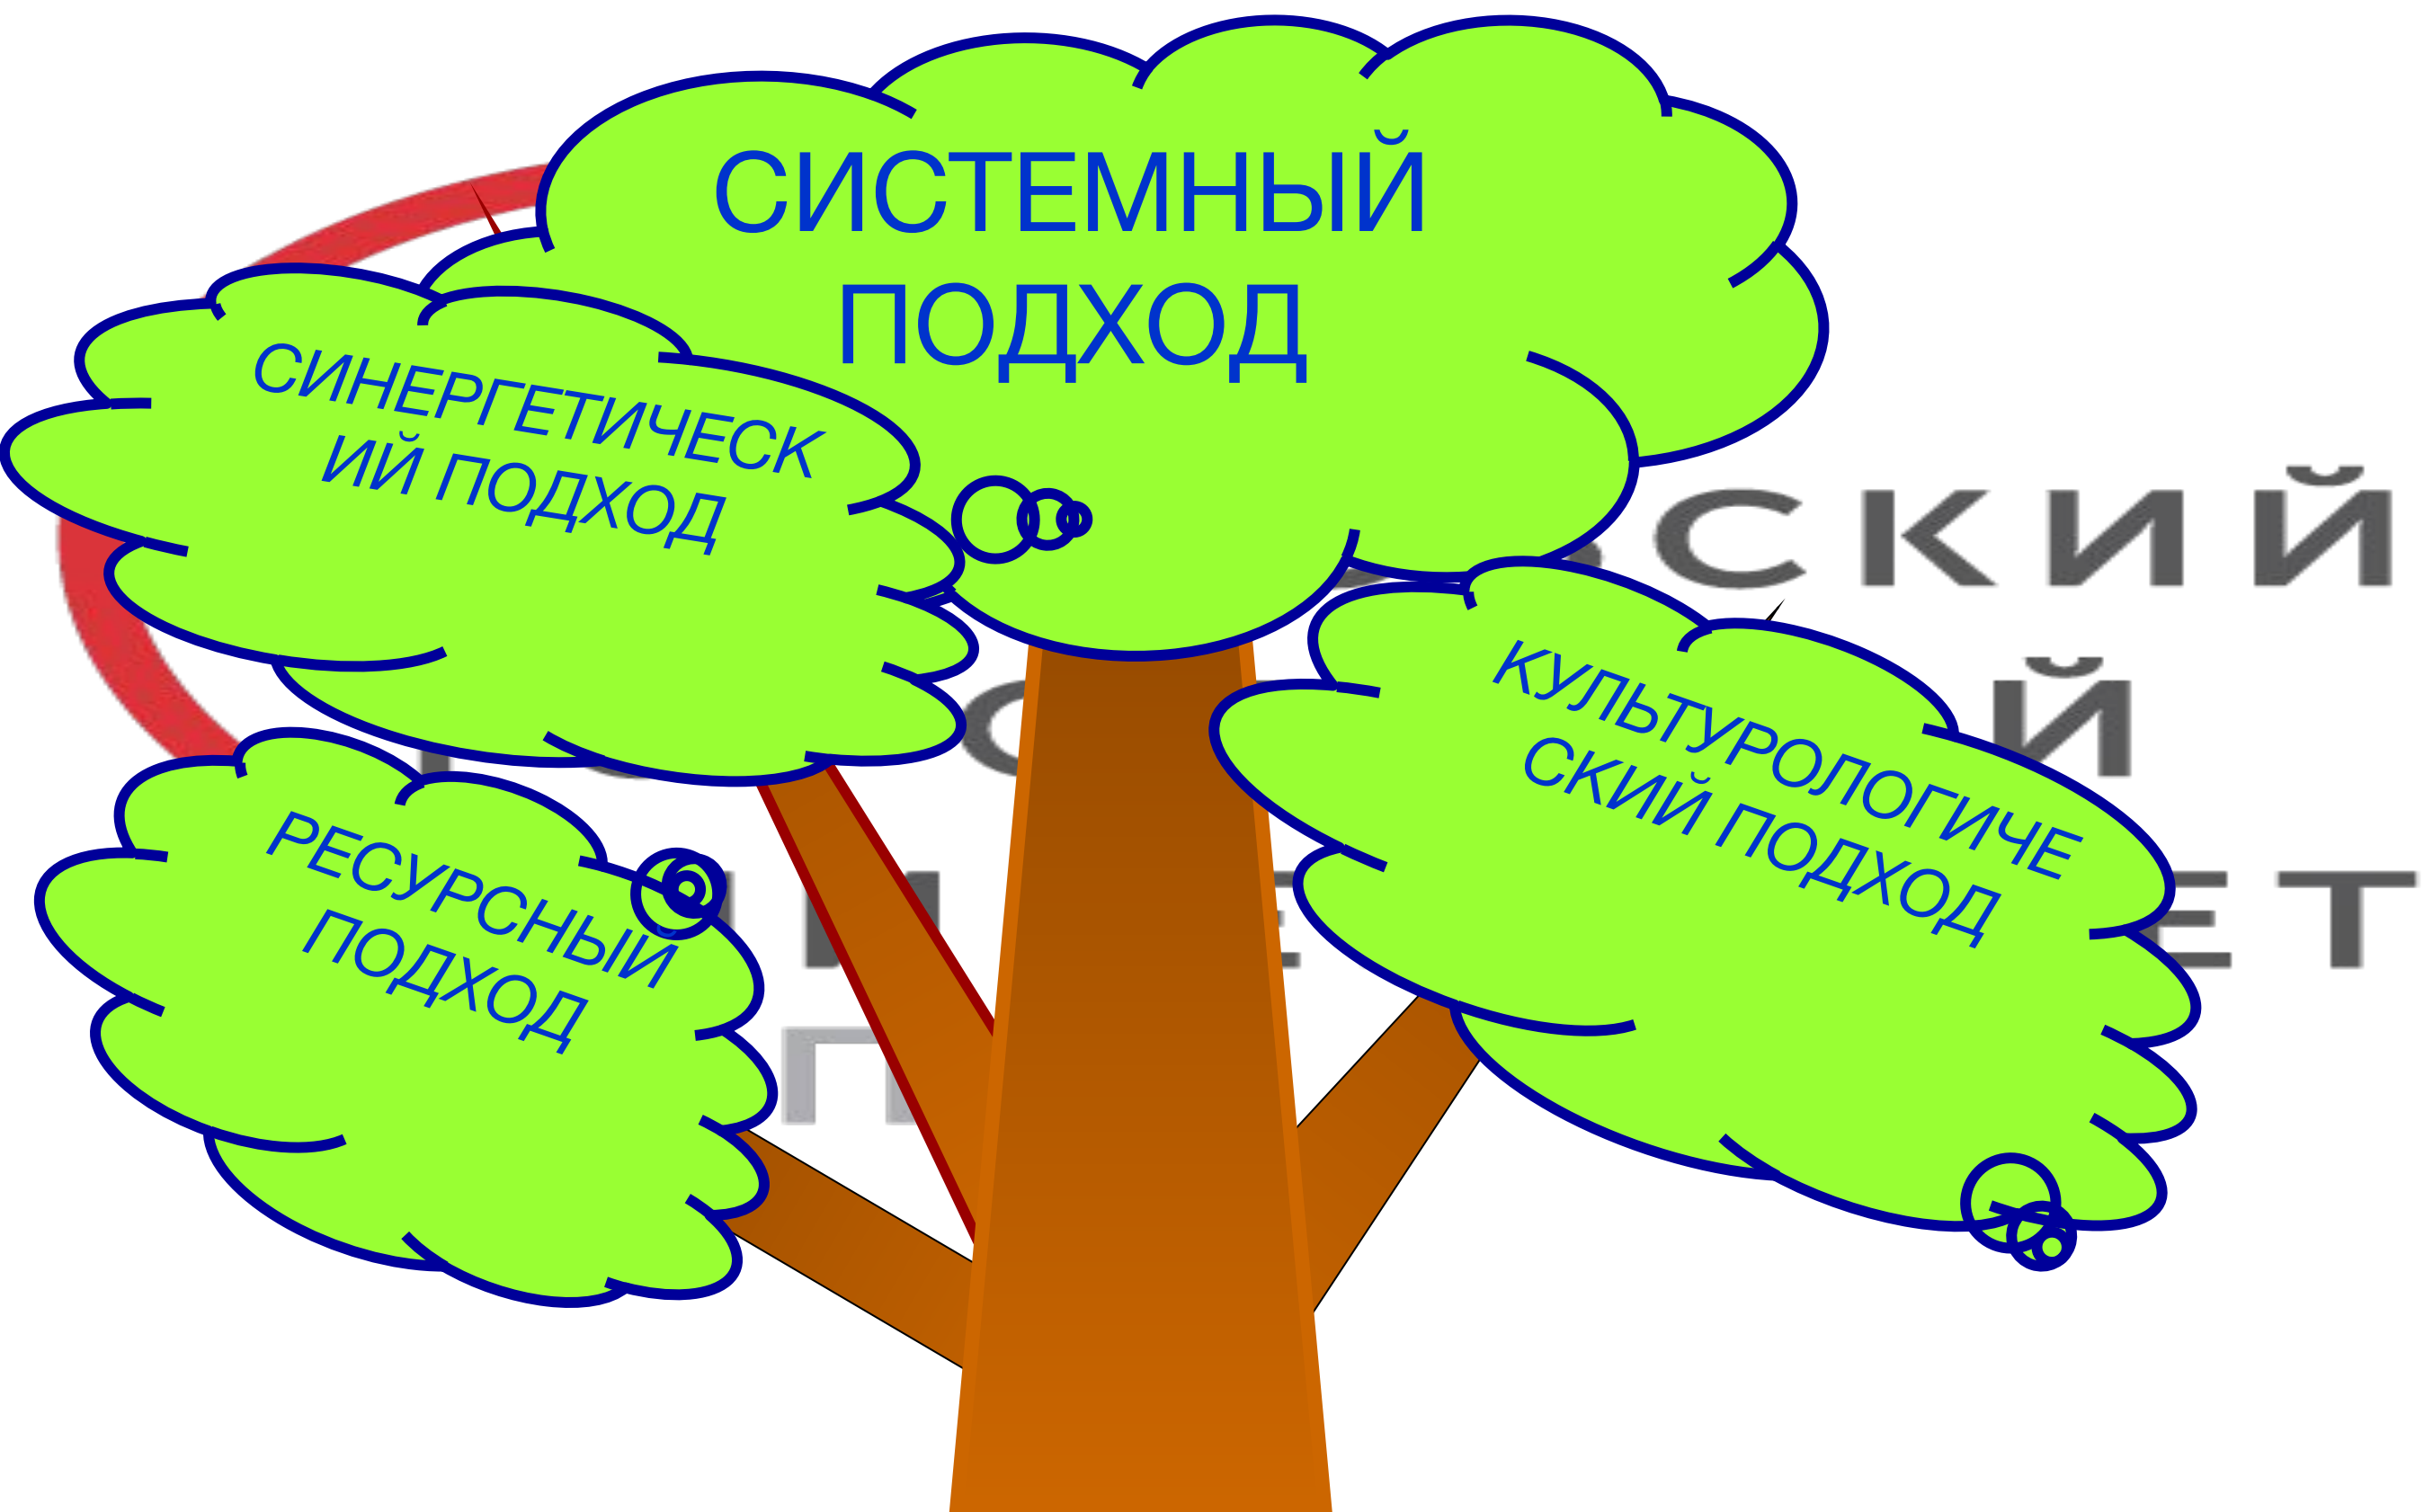 СИСТЕМНЫЙ
ПОДХОД
СИНЕРГЕТИЧЕСК
ИЙ ПОДХОД
КУЛЬТУРОЛОГИЧЕ
СКИЙ ПОДХОД
РЕСУРСНЫЙ
ПОДХОД